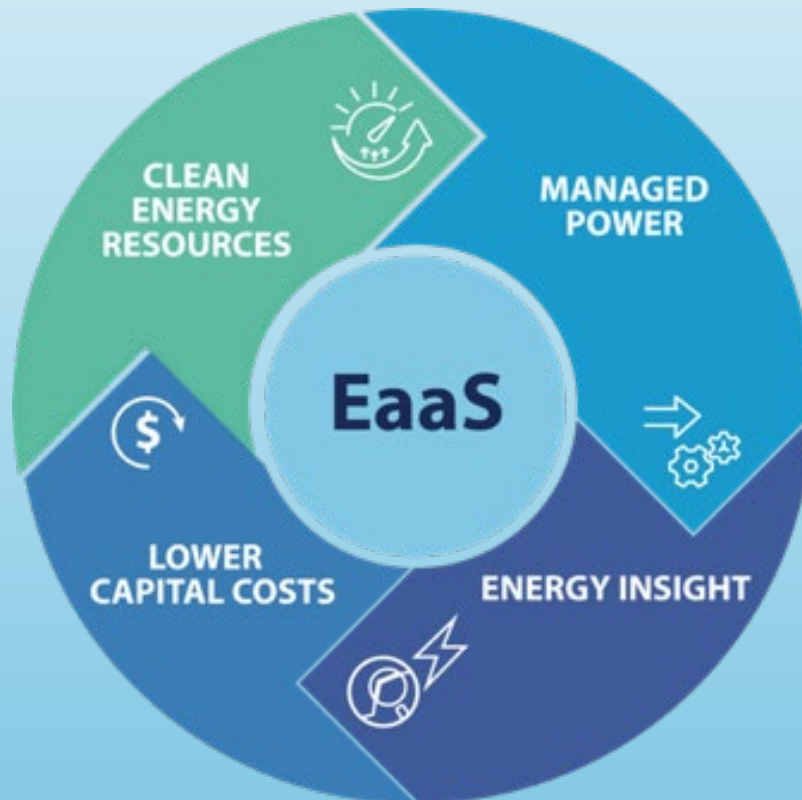 CLEAN
ENERGY
RESOURCES
MANAGED
POWER
EaaS
$
LOWER
CAPITAL COSTS
ENERGY INSIGHT